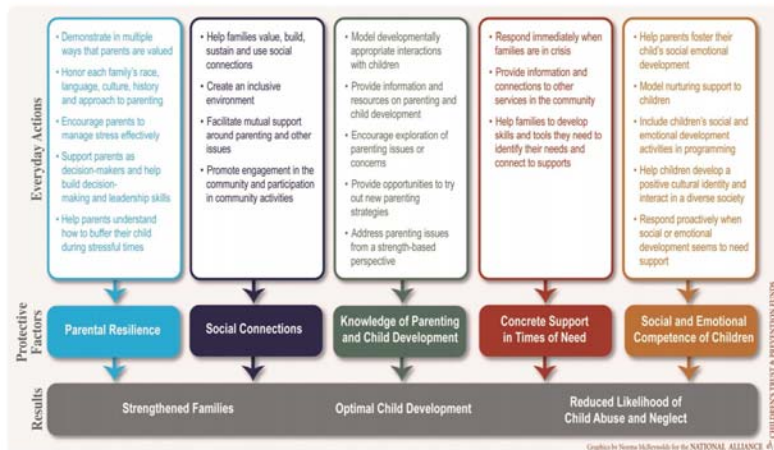 Everyday Actions
• Demonstrate in multiple
ways that parents are valued
• Honor each family's race,
language, culture, history
and approach to parenting
• Encourage parents to
manage stress effectively
• Support parents as
decision-makers and help
build decision-
making and leadership skills
• Help parents understand
how to buffer their child
during stressful times
• Help families value, build,
sustain and use social
connections
• Create an inclusive
environment
• Facilitate mutual support
around parenting and other
issues
• Promote engagement in the
community and participation
in community activities
• Model developmentally
appropriate interactions
with children
• Provide information and
resources on parenting and
child development
• Encourage exploration of
parenting issues or
concerns
• Provide opportunities to try
out new parenting
strategies
• Address parenting issues
from a strength-based
perspective
• Respond immediately when
families are in crisis
• Provide information and
connections to other
services in the community
• Help families to develop
skills and tools they need to
identify their needs and
connect to supports
• Help parents foster their
child's social emotional
development
• Model nurturing support to
children
• Include children's social and
emotional development
activities in programming
• Help children develop a
positive cultural identity and
interact in a diverse society
• Respond proactively when
social or emotional
development seems to need
support
Protective
Factors
Parental Resilience
Social Connections
Knowledge of Parenting
and Child Development
Concrete Support
in Times of Need
Social and Emotional
Competence of Children
Results
Strengthened Families
Optimal Child Development
Reduced Likelihood of
Child Abuse and Neglect
Graphics by Norma McReynolds for the NATIONAL ALLIANCE
CHILDREN'S TRUST & PREVENTION FUNDS